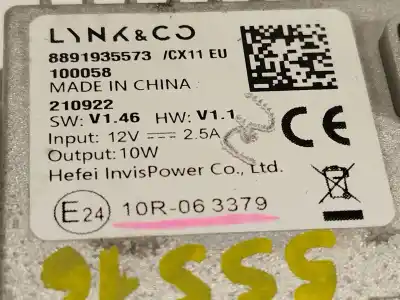 LYNK&CO
8891935573 /CX11 EU
100058
MADE IN CHINA
210922
SW: V1.46 HW: V1.1
Input: 12V ⎓ 2.5A
Output: 10W
Hefei InvisPower Co., Ltd.
CE
E24 10R-06 3379